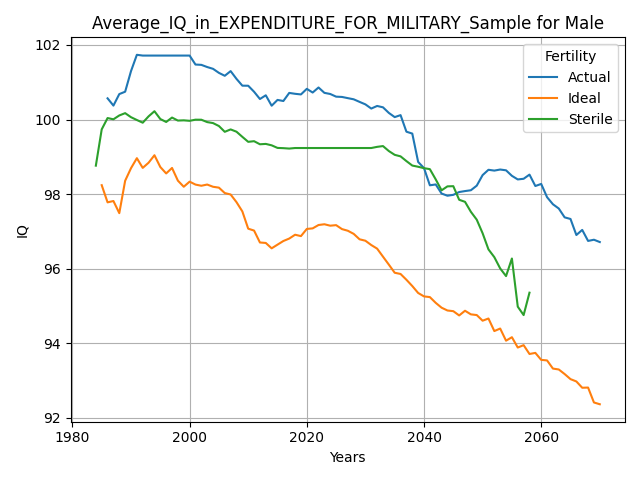 Average_IQ_in_EXPENDITURE_FOR_MILITARY_Sample for Male
Fertility
Actual
Ideal
Sterile
IQ
102
100
98
96
94
92
1980
2000
2020
2040
2060
Years